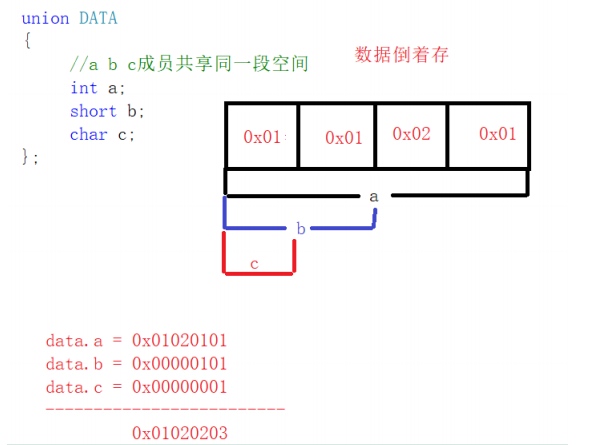 union DATA
{
//a b c成员共享同一段空间
数据倒着存
int a;
short b;
char c;
};
0x01 0x01 0x02 0x01
a
b
c
data.a = 0x01020101
data.b = 0x00000101
data.c = 0x00000001
-------------------------
0x01020203